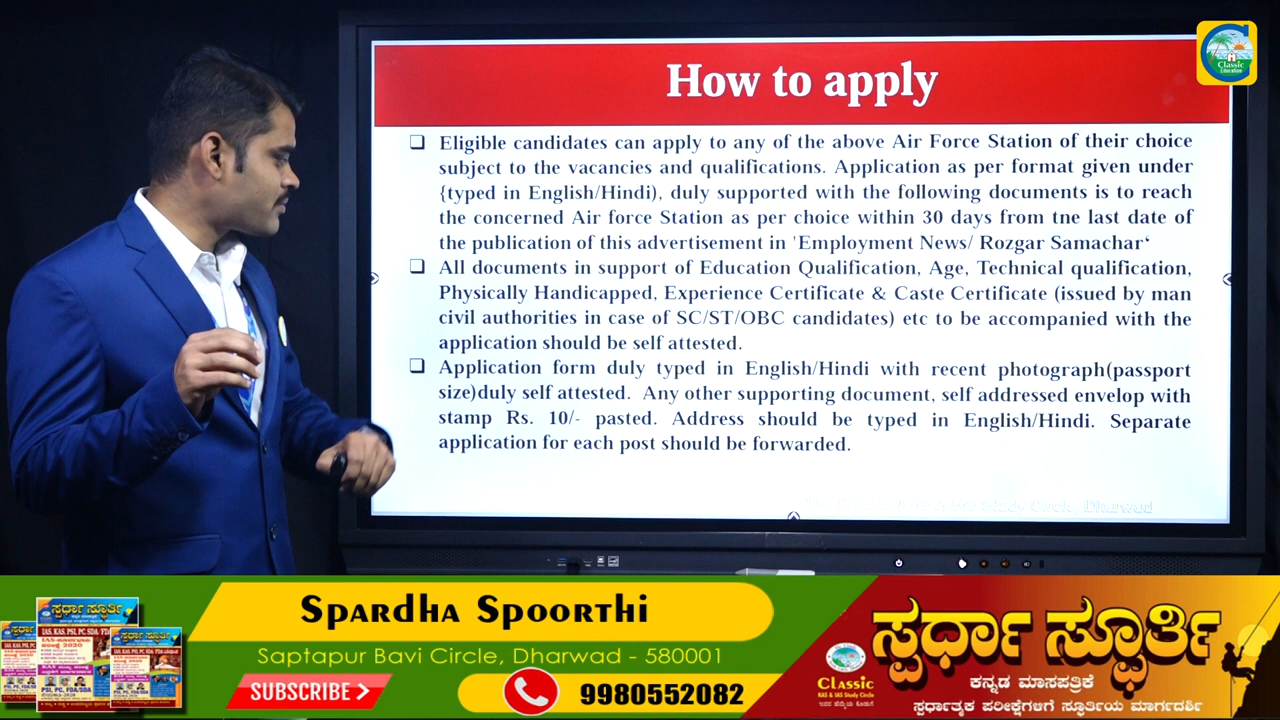 How to apply
❑ Eligible candidates can apply to any of the above Air Force Station of their choice
subject to the vacancies and qualifications. Application as per format given under
{typed in English/Hindi), duly supported with the following documents is to reach
the concerned Air force Station as per choice within 30 days from tne last date of
the publication of this advertisement in 'Employment News/ Rozgar Samachar‘
❑ All documents in support of Education Qualification, Age, Technical qualification,
Physically Handicapped, Experience Certificate & Caste Certificate (issued by man
civil authorities in case of SC/ST/OBC candidates) etc to be accompanied with the
application should be self attested.
❑ Application form duly typed in English/Hindi with recent photograph(passport
size)duly self attested. Any other supporting document, self addressed envelop with
stamp Rs. 10/- pasted. Address should be typed in English/Hindi. Separate
application for each post should be forwarded.
Study Circle, Dharwad
Classic
Education
Spardha Spoorthi
Saptapur Bavi Circle, Dharwad - 580001
SUBSCRIBE
9980552082
ಸ್ಪರ್ಧಾ ಸ್ಫೂರ್ತಿ
ಕನ್ನಡ ಮಾಸಪತ್ರಿಕೆ
ಸ್ಪರ್ಧಾತ್ಮಕ ಪರೀಕ್ಷೆಗಳಿಗೆ ಸ್ಫೂರ್ತಿಯ ಮಾರ್ಗದರ್ಶಿ
Classic
KAS & IAS Study Circle
ಸ್ಪರ್ಧಾ ಸ್ಫೂರ್ತಿ